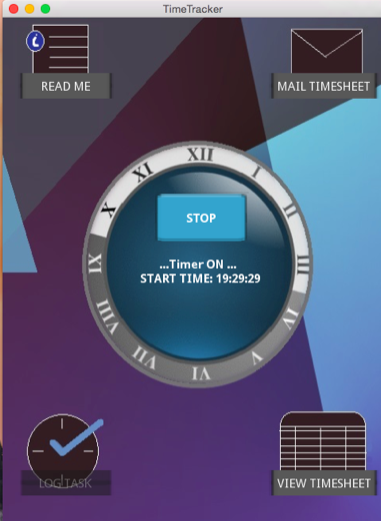 TimeTracker
READ ME
MAIL TIMESHEET
XII
I
II
III
IV
V
VI
VII
VIII
IX
X
XI
STOP
...Timer ON ...
START TIME: 19:29:29
LOG TASK
VIEW TIMESHEET